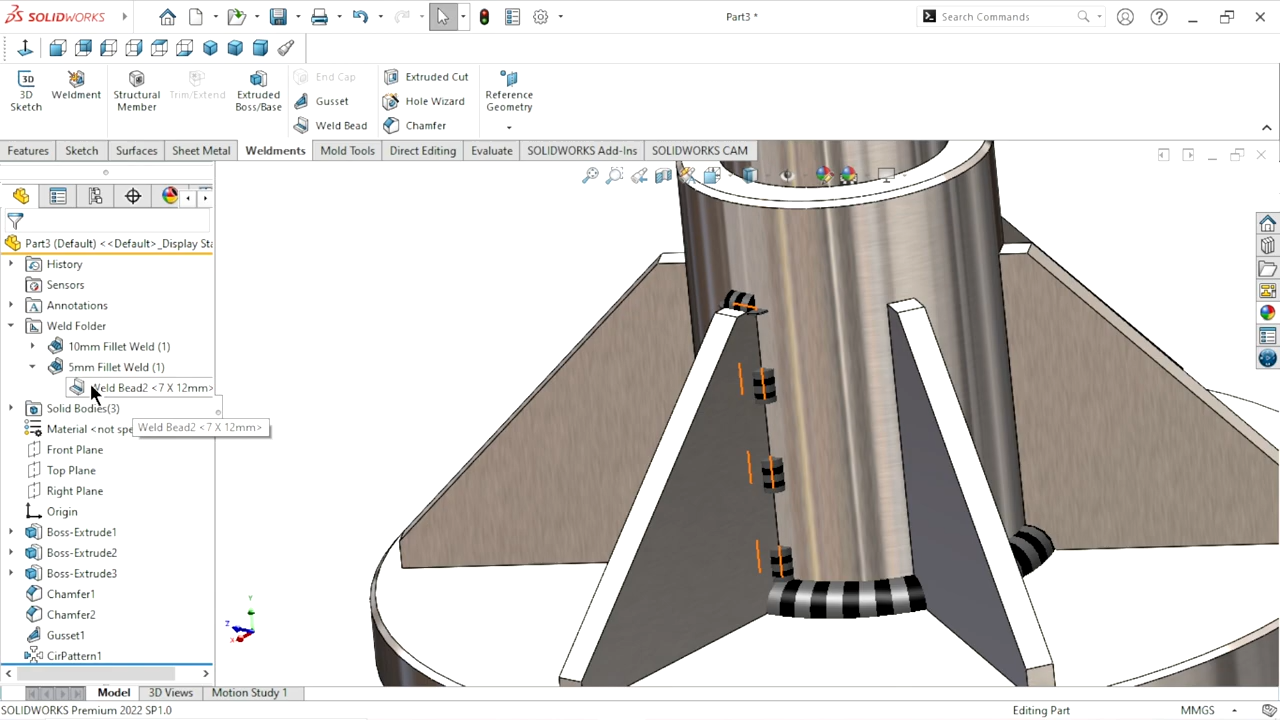 SOLIDWORKS
Part3 *
Search Commands
3D Sketch
Weldment
Structural Member
Trim/Extend
Extruded Boss/Base
End Cap
Gusset
Weld Bead
Extruded Cut
Hole Wizard
Chamfer
Reference Geometry
Features
Sketch
Surfaces
Sheet Metal
Weldments
Mold Tools
Direct Editing
Evaluate
SOLIDWORKS Add-Ins
SOLIDWORKS CAM
Part3 (Default) <<Default>_Display Sta
History
Sensors
Annotations
Weld Folder
10mm Fillet Weld (1)
5mm Fillet Weld (1)
Weld Bead2 <7 X 12mm>
Solid Bodies(3)
Weld Bead2 <7 X 12mm>
Material <not spe
Front Plane
Top Plane
Right Plane
Origin
Boss-Extrude1
Boss-Extrude2
Boss-Extrude3
Chamfer1
Chamfer2
Gusset1
CirPattern1
Y
Z
X
Model
3D Views
Motion Study 1
SOLIDWORKS Premium 2022 SP1.0
Editing Part
MMGS